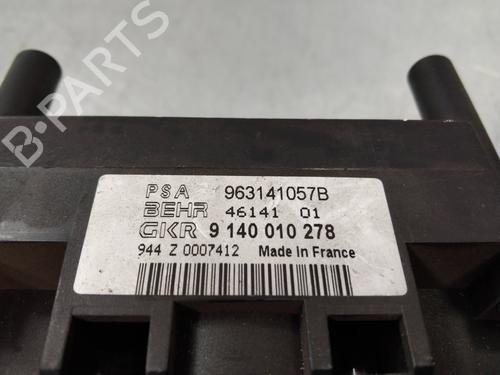 PSA 963141057B
BEHR 46141 01
GKR 9 140 010 278
944 Z 0007412 Made in France
B-PARTS